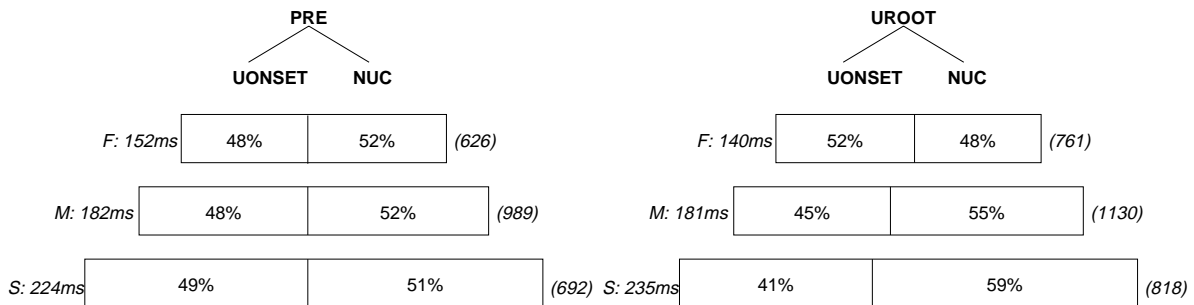 PRE
UONSET NUC
F: 152ms 48% 52% (626)
M: 182ms 48% 52% (989)
S: 224ms 49% 51% (692)
UROOT
UONSET NUC
F: 140ms 52% 48% (761)
M: 181ms 45% 55% (1130)
S: 235ms 41% 59% (818)